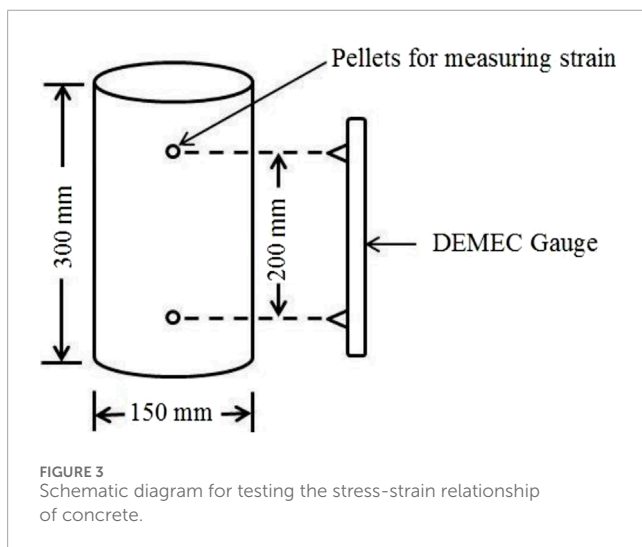 Pellets for measuring strain
300 mm
200 mm
DEMEC Gauge
150 mm
FIGURE 3
Schematic diagram for testing the stress-strain relationship
of concrete.